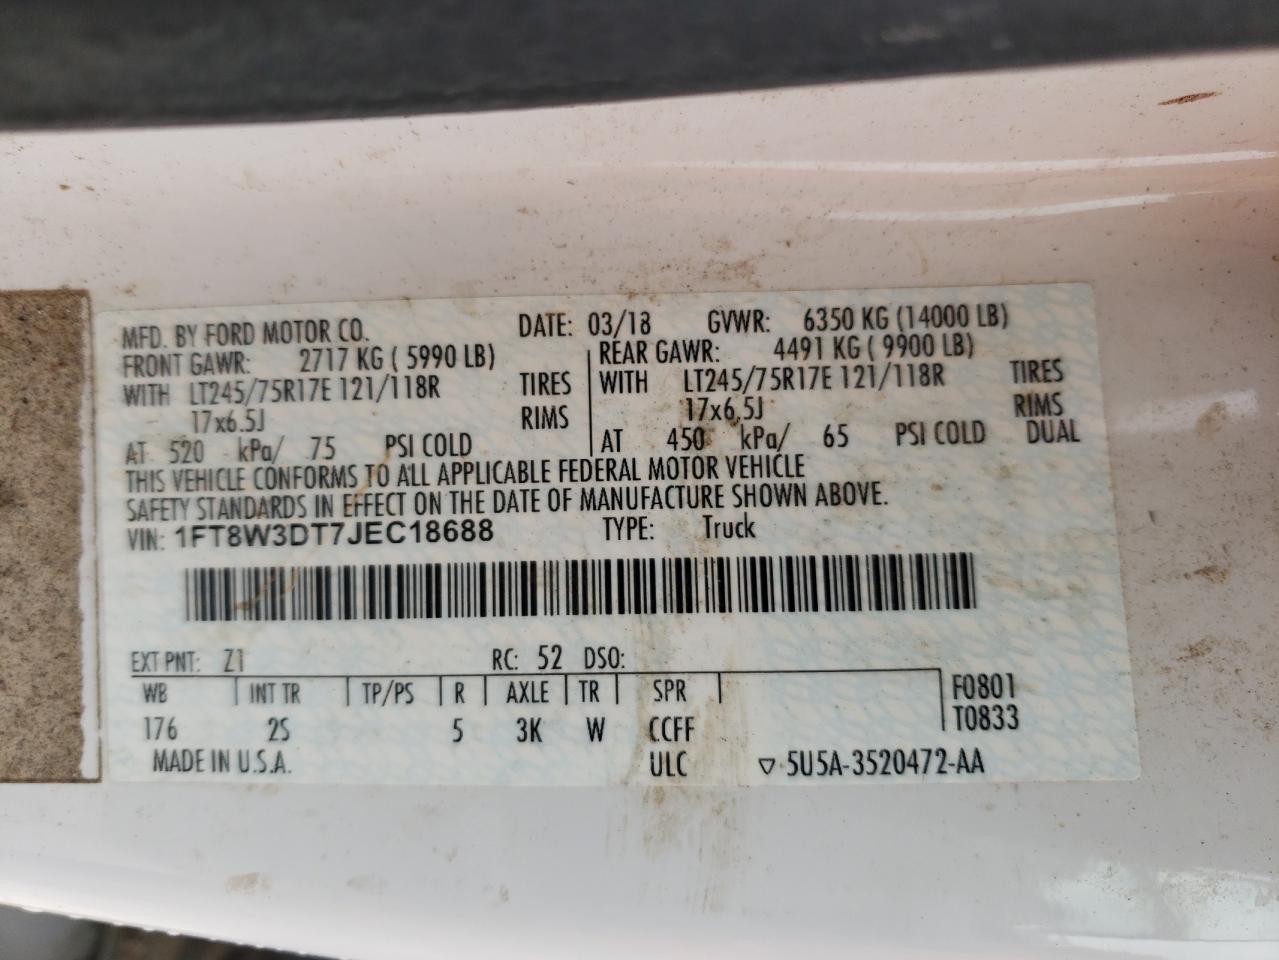 MFD. BY FORD MOTOR CO. DATE: 03/18 GVWR: 6350 KG (14000 LB)
FRONT GAWR: 2717 KG ( 5990 LB) REAR GAWR: 4491 KG ( 9900 LB)
WITH LT245/75R17E 121/118R TIRES WITH LT245/75R17E 121/118R TIRES
17x6.5J RIMS 17x6.5J RIMS
AT 520 kPa/ 75 PSI COLD AT 450 kPa/ 65 PSI COLD DUAL
THIS VEHICLE CONFORMS TO ALL APPLICABLE FEDERAL MOTOR VEHICLE
SAFETY STANDARDS IN EFFECT ON THE DATE OF MANUFACTURE SHOWN ABOVE.
VIN: 1FT8W3DT7JEC18688 TYPE: Truck
EXT PNT: Z1 RC: 52 DSO:
WB INT TR TP/PS R AXLE TR SPR F0801
176 2S 5 3K W CCFF T0833
MADE IN U.S.A. ULC ▽ 5U5A-3520472-AA